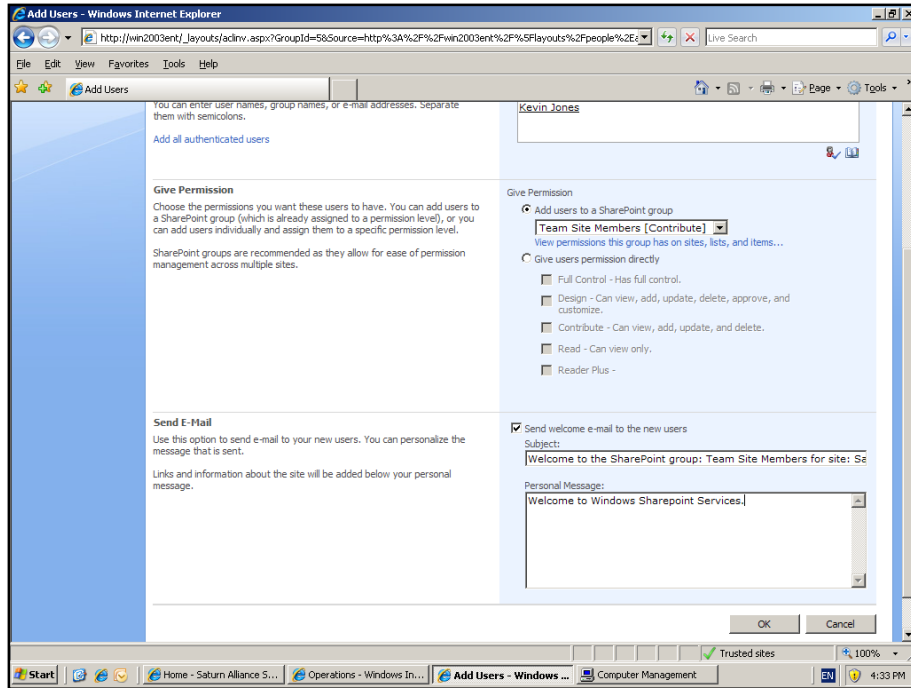 Add Users - Windows Internet Explorer
http://win2003ent/_layouts/aclinv.aspx?GroupId=5&Source=http%3A%2F%2Fwin2003ent%2F%5Flayouts%2Fpeople%2E
Live Search
File Edit View Favorites Tools Help
Add Users
Page Tools
You can enter user names, group names, or e-mail addresses. Separate
them with semicolons.
Add all authenticated users
Kevin Jones
Give Permission
Choose the permissions you want these users to have. You can add users to
a SharePoint group (which is already assigned to a permission level), or you
can add users individually and assign them to a specific permission level.
SharePoint groups are recommended as they allow for ease of permission
management across multiple sites.
Give Permission
Add users to a SharePoint group
Team Site Members [Contribute]
View permissions this group has on sites, lists, and items...
Give users permission directly
Full Control - Has full control.
Design - Can view, add, update, delete, approve, and
customize.
Contribute - Can view, add, update, and delete.
Read - Can view only.
Reader Plus -
Send E-Mail
Use this option to send e-mail to your new users. You can personalize the
message that is sent.
Links and information about the site will be added below your personal
message.
Send welcome e-mail to the new users
Subject:
Welcome to the SharePoint group: Team Site Members for site: Sa
Personal Message:
Welcome to Windows Sharepoint Services.
OK Cancel
Trusted sites 100%
Start Home - Saturn Alliance S... Operations - Windows In... Add Users - Windows ... Computer Management EN 4:33 PM